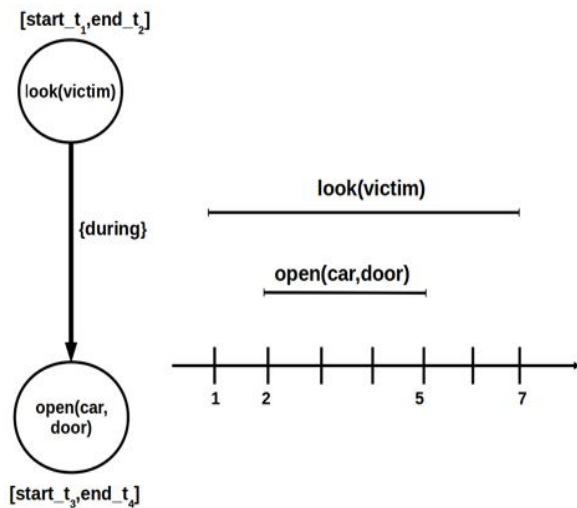 [start_t1,end_t2]
look(victim)
{during}
open(car,
door)
[start_t3,end_t4]
look(victim)
open(car,door)
1 2 5 7